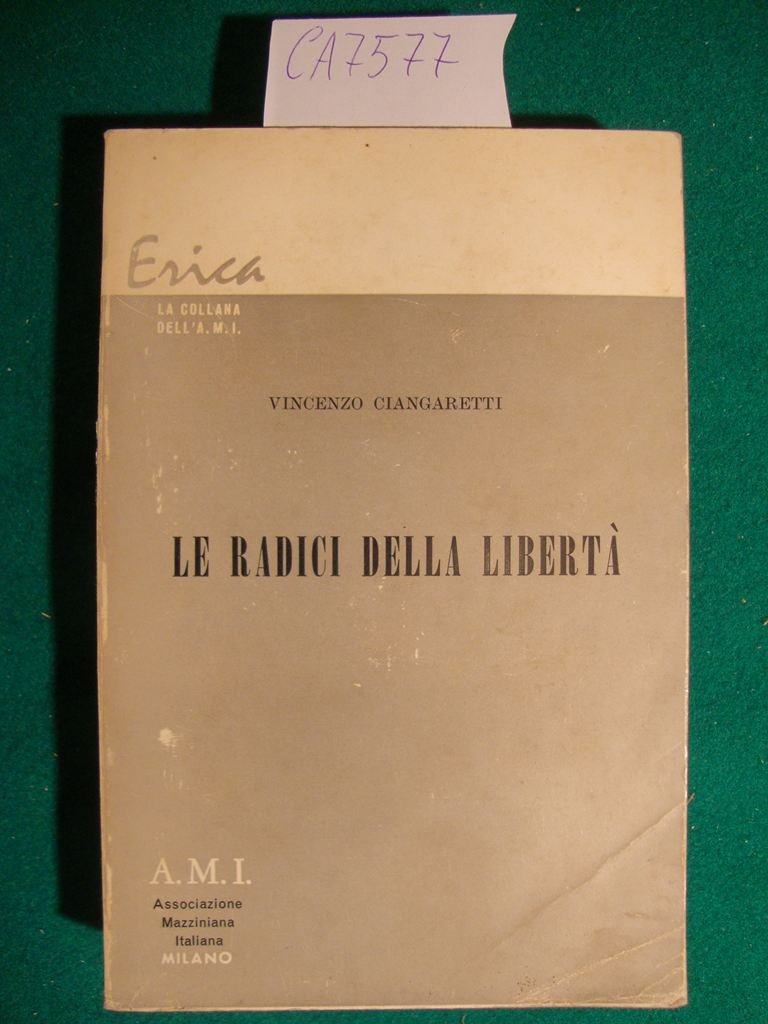 CA7577
Erica
LA COLLANA
DELL'A.M.I.
VINCENZO CIANGARETTI
LE RADICI DELLA LIBERTÀ
A.M.I.
Associazione
Mazziniana
Italiana
MILANO